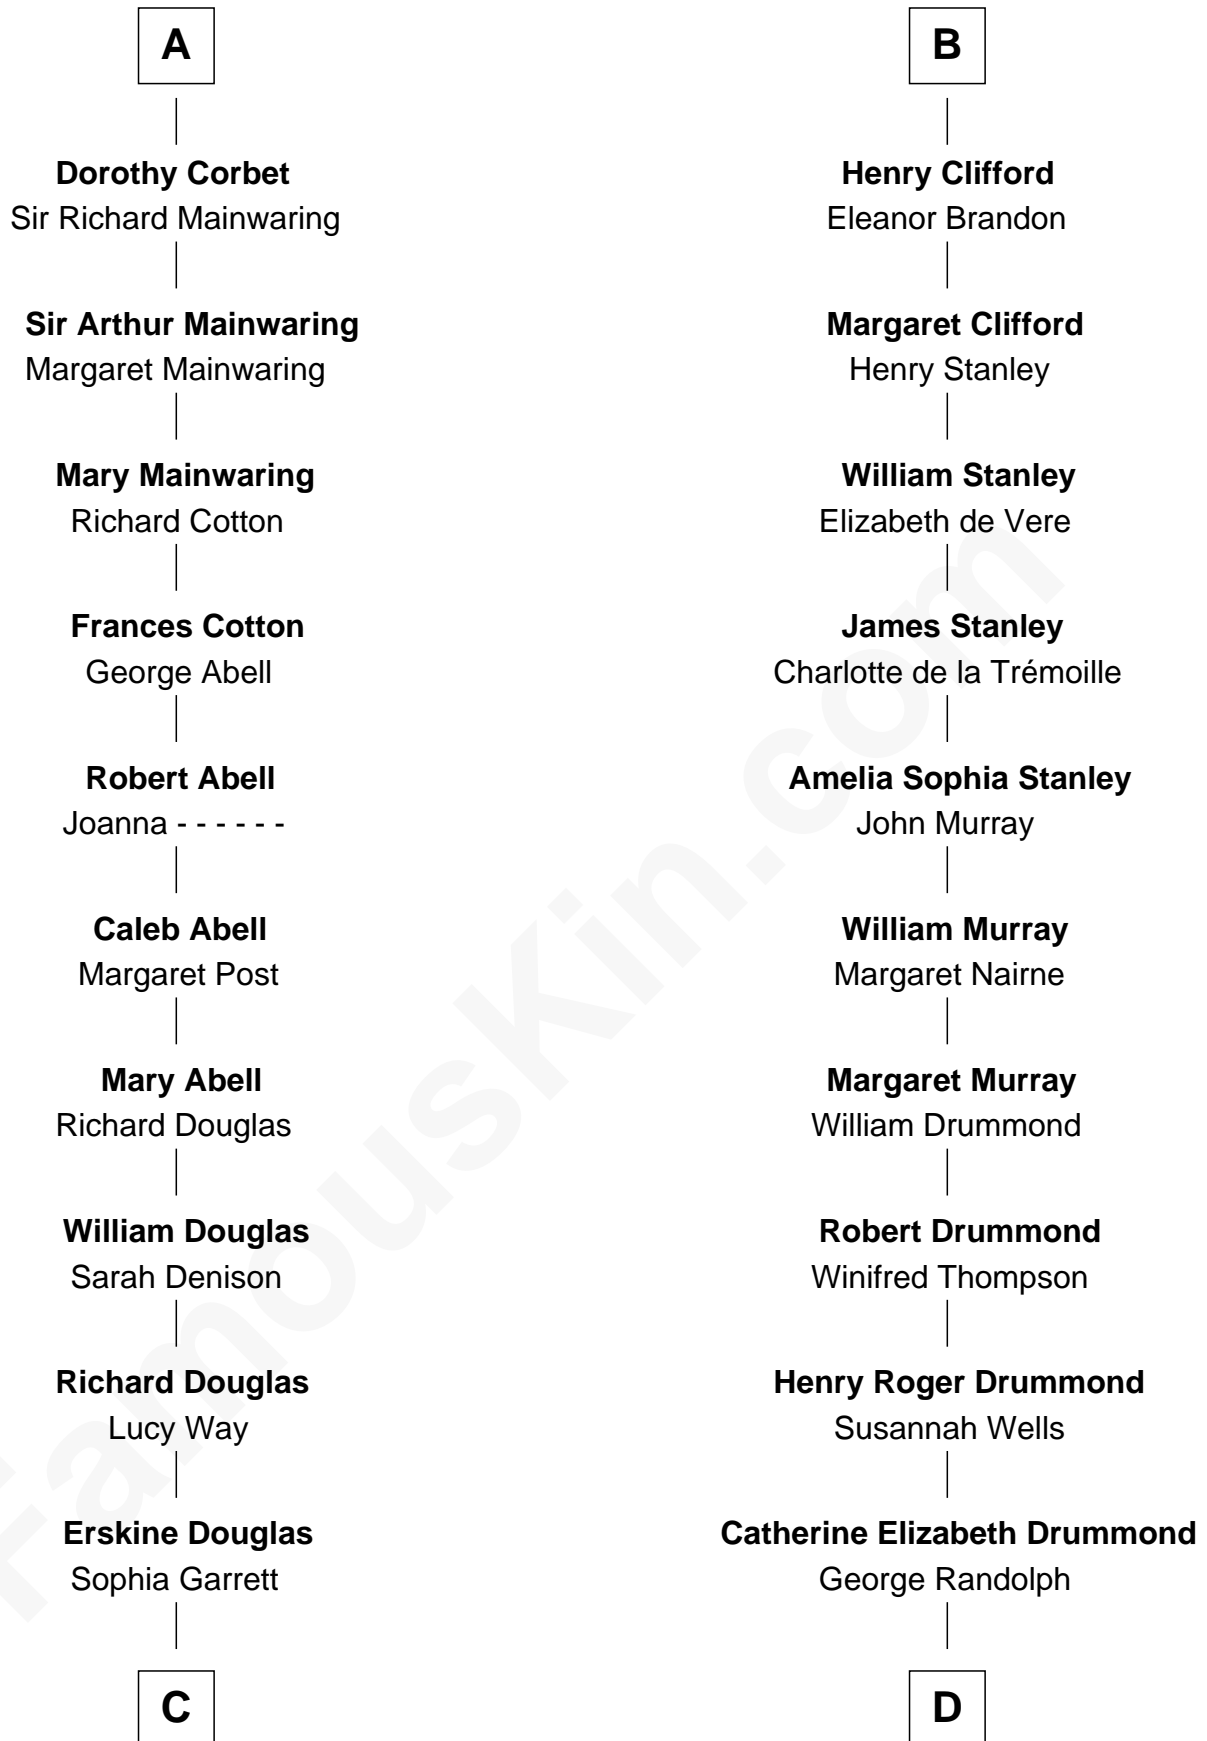 A
Dorothy Corbet
Sir Richard Mainwaring
Sir Arthur Mainwaring
Margaret Mainwaring
Mary Mainwaring
Richard Cotton
Frances Cotton
George Abell
Robert Abell
Joanna - - - - - -
Caleb Abell
Margaret Post
Mary Abell
Richard Douglas
William Douglas
Sarah Denison
Richard Douglas
Lucy Way
Erskine Douglas
Sophia Garrett
C
B
Henry Clifford
Eleanor Brandon
Margaret Clifford
Henry Stanley
William Stanley
Elizabeth de Vere
James Stanley
Charlotte de la Trémoille
Amelia Sophia Stanley
John Murray
William Murray
Margaret Nairne
Margaret Murray
William Drummond
Robert Drummond
Winifred Thompson
Henry Roger Drummond
Susannah Wells
Catherine Elizabeth Drummond
George Randolph
D
FamousKin.com